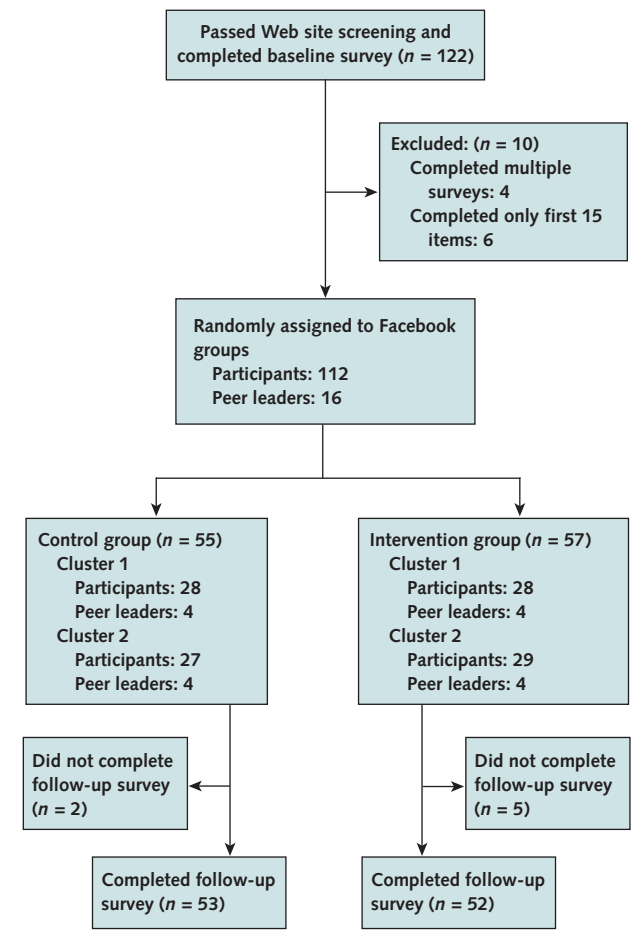 Passed Web site screening and
completed baseline survey (n = 122)
Excluded: (n = 10)
Completed multiple
surveys: 4
Completed only first 15
items: 6
Randomly assigned to Facebook
groups
Participants: 112
Peer leaders: 16
Control group (n = 55)
Cluster 1
Participants: 28
Peer leaders: 4
Cluster 2
Participants: 27
Peer leaders: 4
Intervention group (n = 57)
Cluster 1
Participants: 28
Peer leaders: 4
Cluster 2
Participants: 29
Peer leaders: 4
Did not complete
follow-up survey
(n = 2)
Did not complete
follow-up survey
(n = 5)
Completed follow-up
survey (n = 53)
Completed follow-up
survey (n = 52)